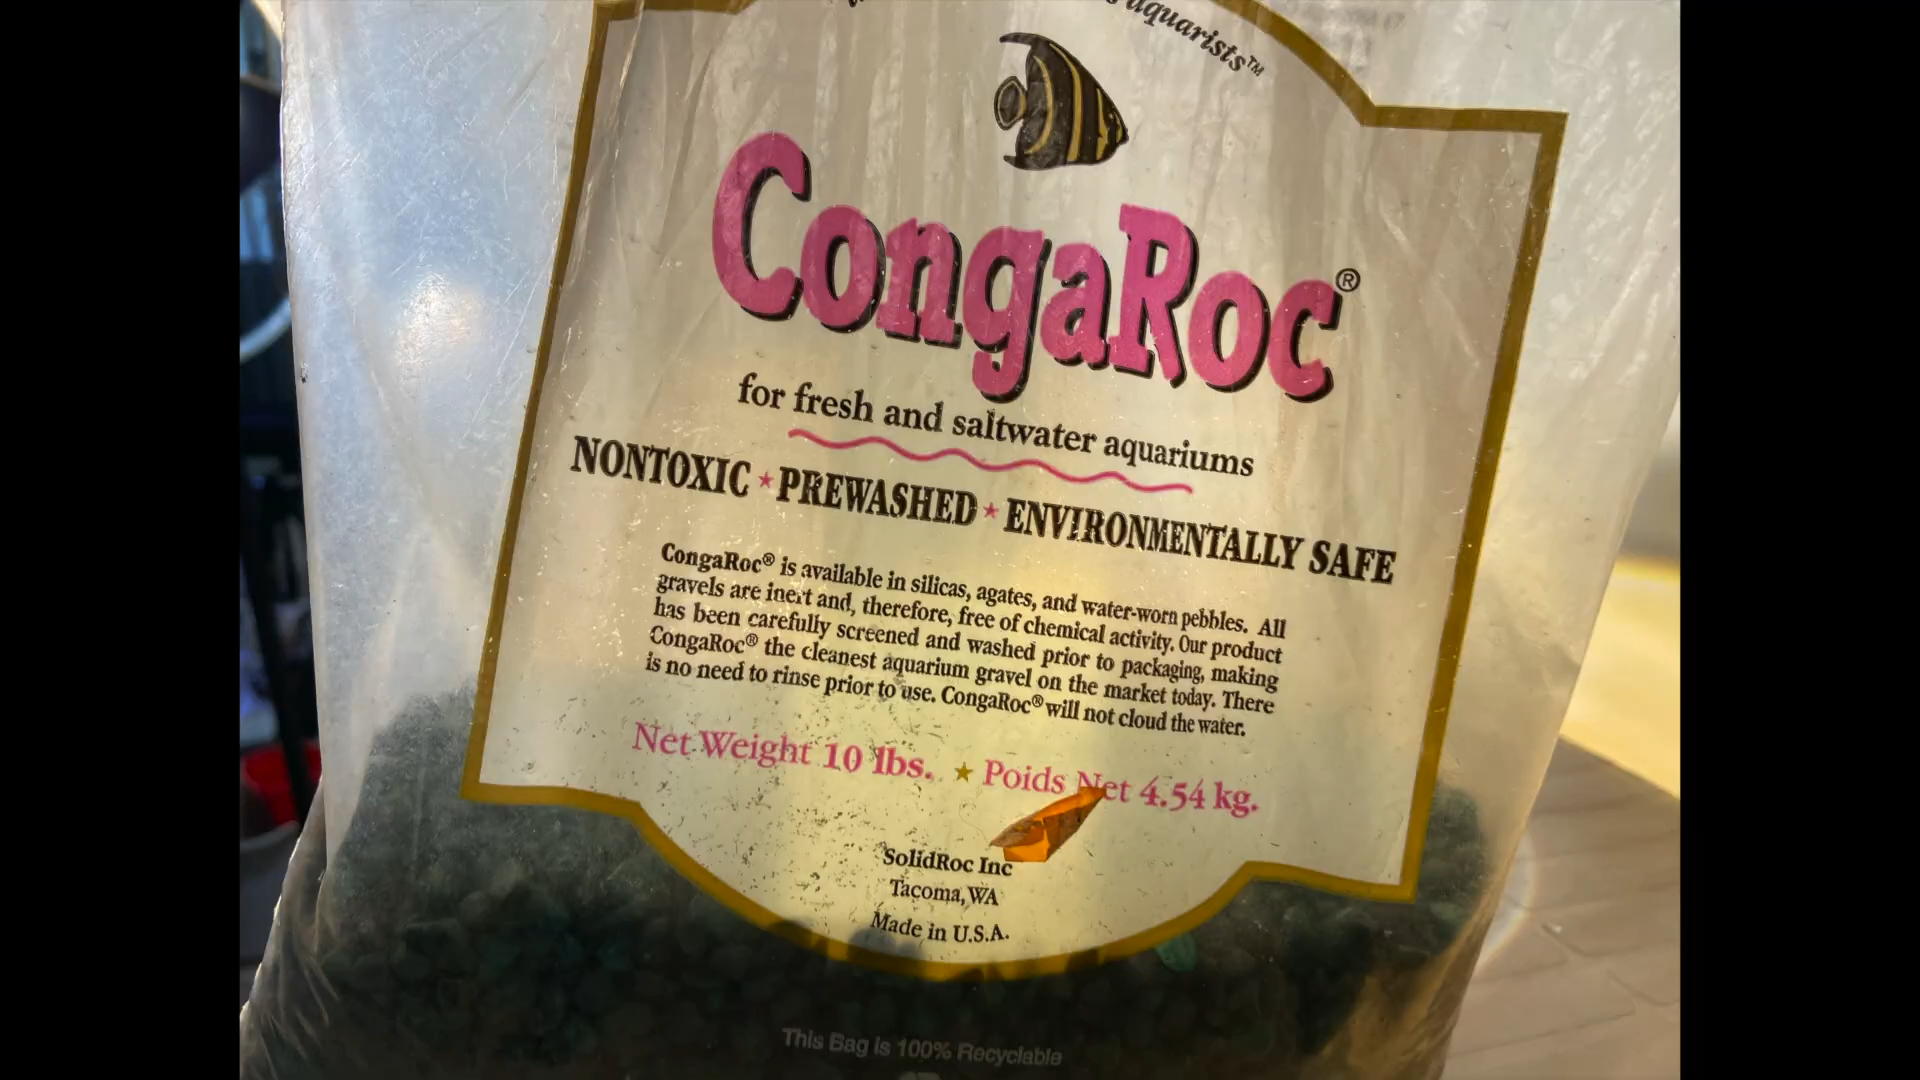 aquarists™
CongaRoc®
for fresh and saltwater aquariums
NONTOXIC ★ PREWASHED ★ ENVIRONMENTALLY SAFE
CongaRoc® is available in silicas, agates, and water-worn pebbles. All
gravels are inert and, therefore, free of chemical activity. Our product
has been carefully screened and washed prior to packaging, making
CongaRoc® the cleanest aquarium gravel on the market today. There
is no need to rinse prior to use. CongaRoc® will not cloud the water.
Net Weight 10 lbs. ★ Poids Net 4.54 kg.
SolidRoc Inc
Tacoma, WA
Made in U.S.A.
This Bag is 100% Recyclable